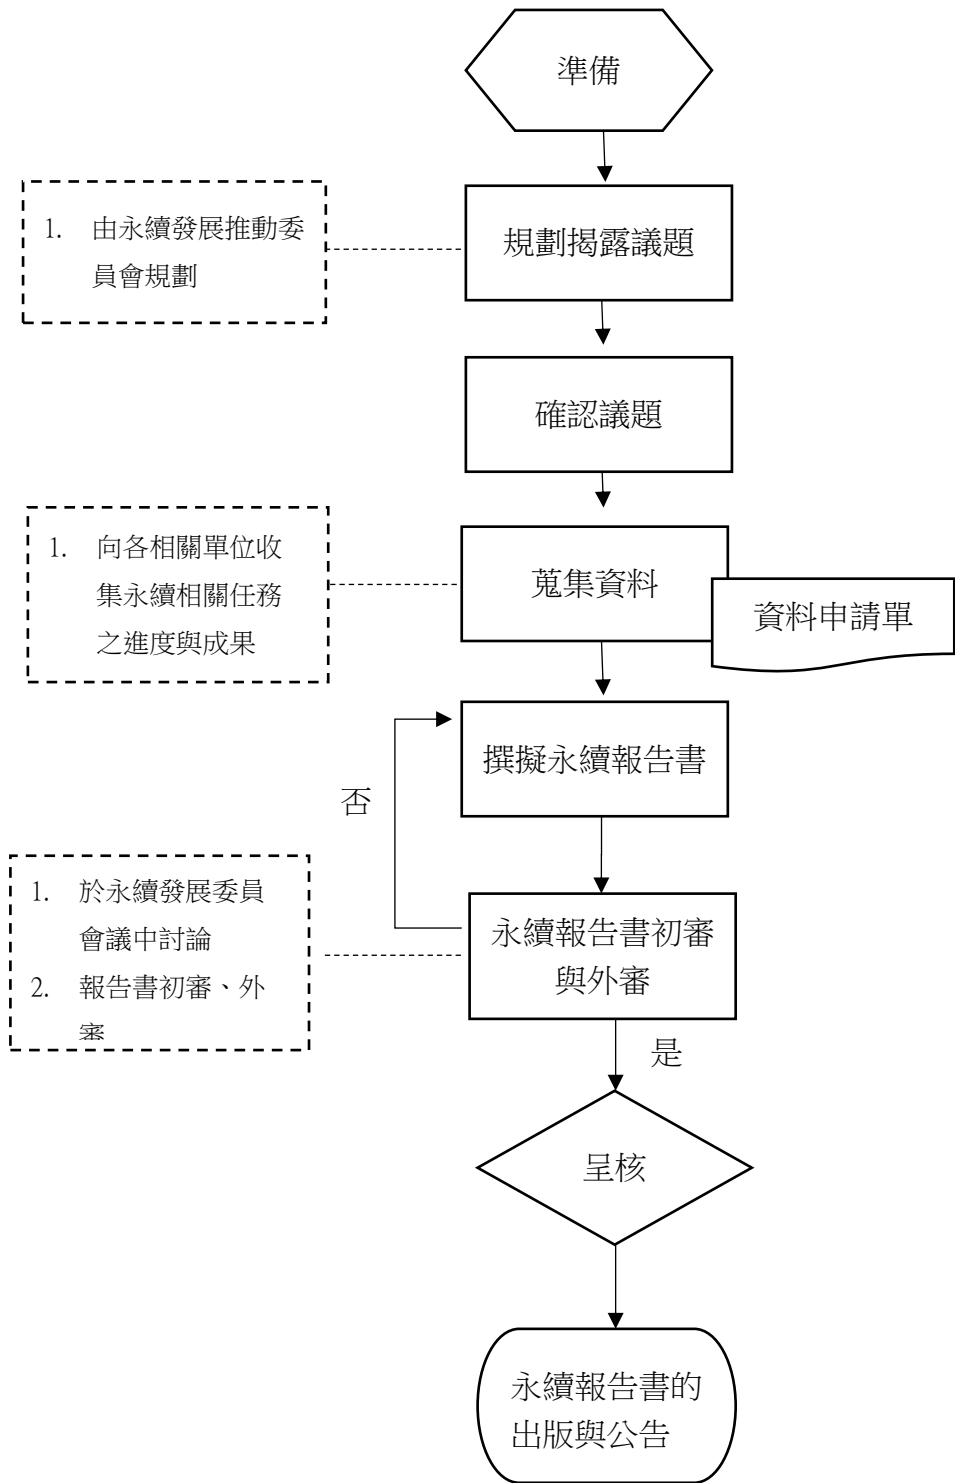 準備
1. 由永續發展推動委
員會規劃
規劃揭露議題
確認議題
1. 向各相關單位收
集永續相關任務
之進度與成果
蒐集資料
資料申請單
撰擬永續報告書
否
1. 於永續發展委員
會議中討論
2. 報告書初審、外
永續報告書初審
與外審
是
呈核
永續報告書的
出版與公告